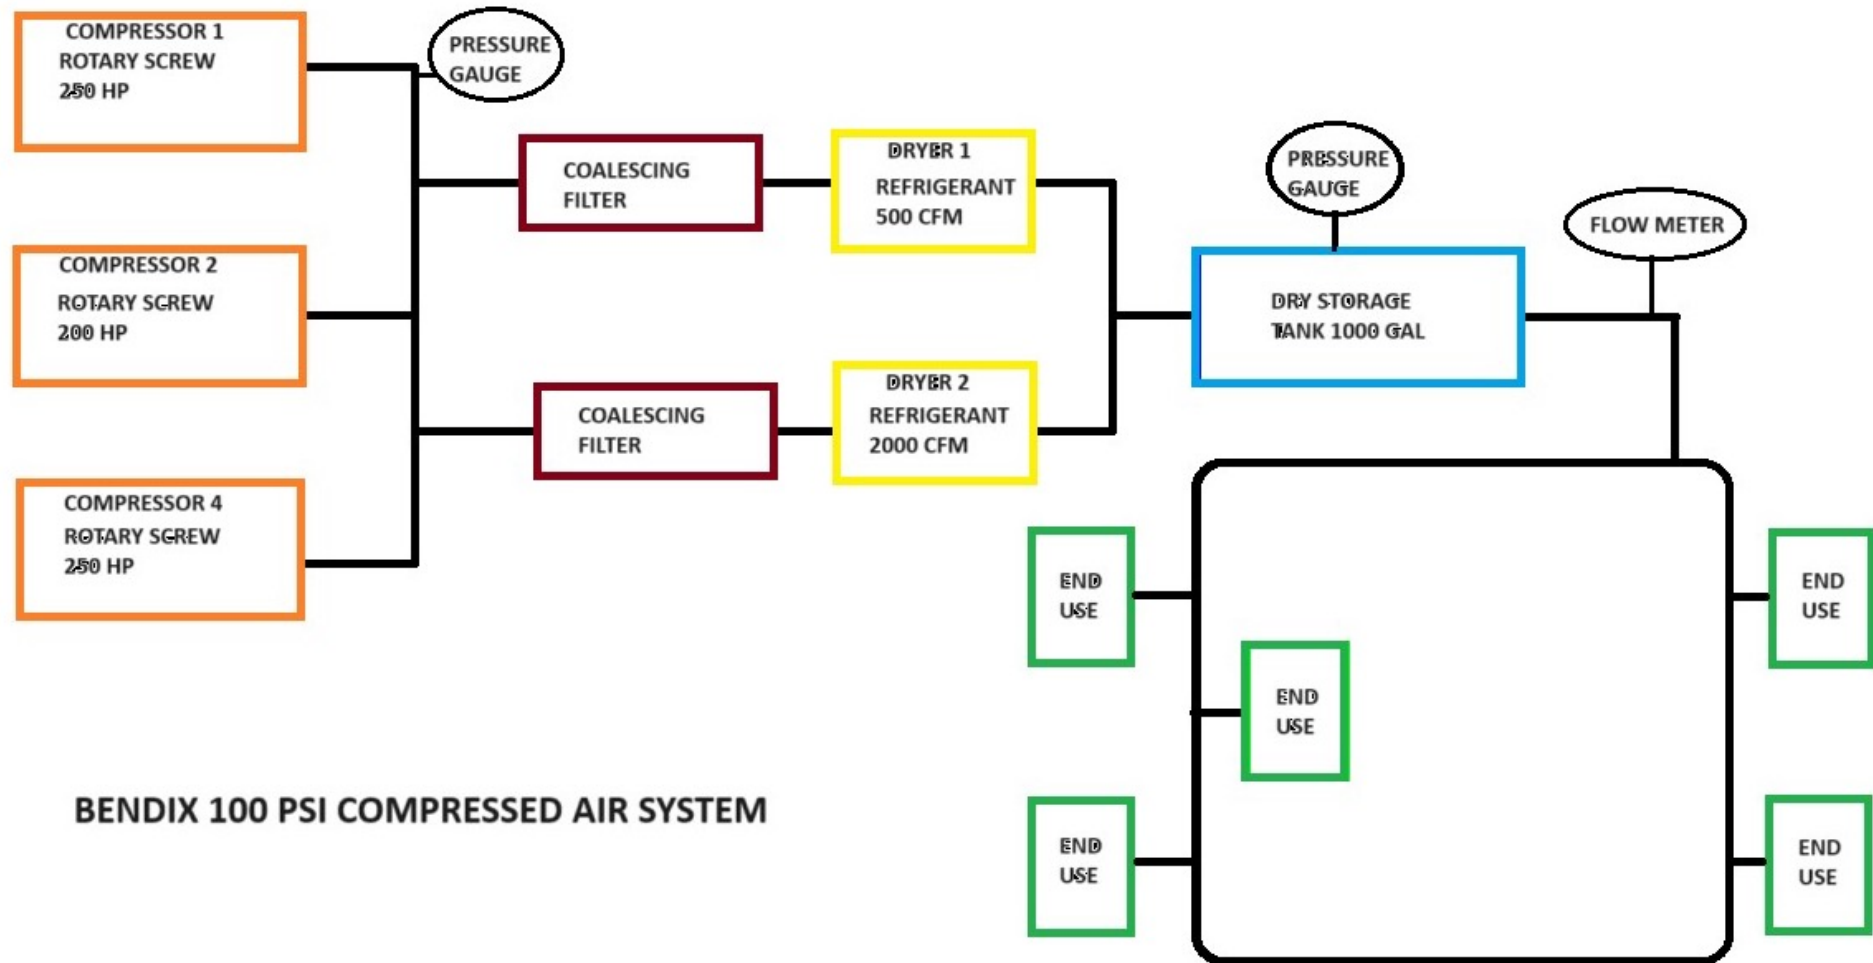 COMPRESSOR 1
ROTARY SCREW
250 HP
PRESSURE
GAUGE
COALESCING
FILTER
DRYER 1
REFRIGERANT
500 CFM
PRESSURE
GAUGE
FLOW METER
COMPRESSOR 2
ROTARY SCREW
200 HP
DRY STORAGE
TANK 1000 GAL
COALESCING
FILTER
DRYER 2
REFRIGERANT
2000 CFM
COMPRESSOR 4
ROTARY SCREW
250 HP
END
USE
END
USE
END
USE
BENDIX 100 PSI COMPRESSED AIR SYSTEM
END
USE
END
USE